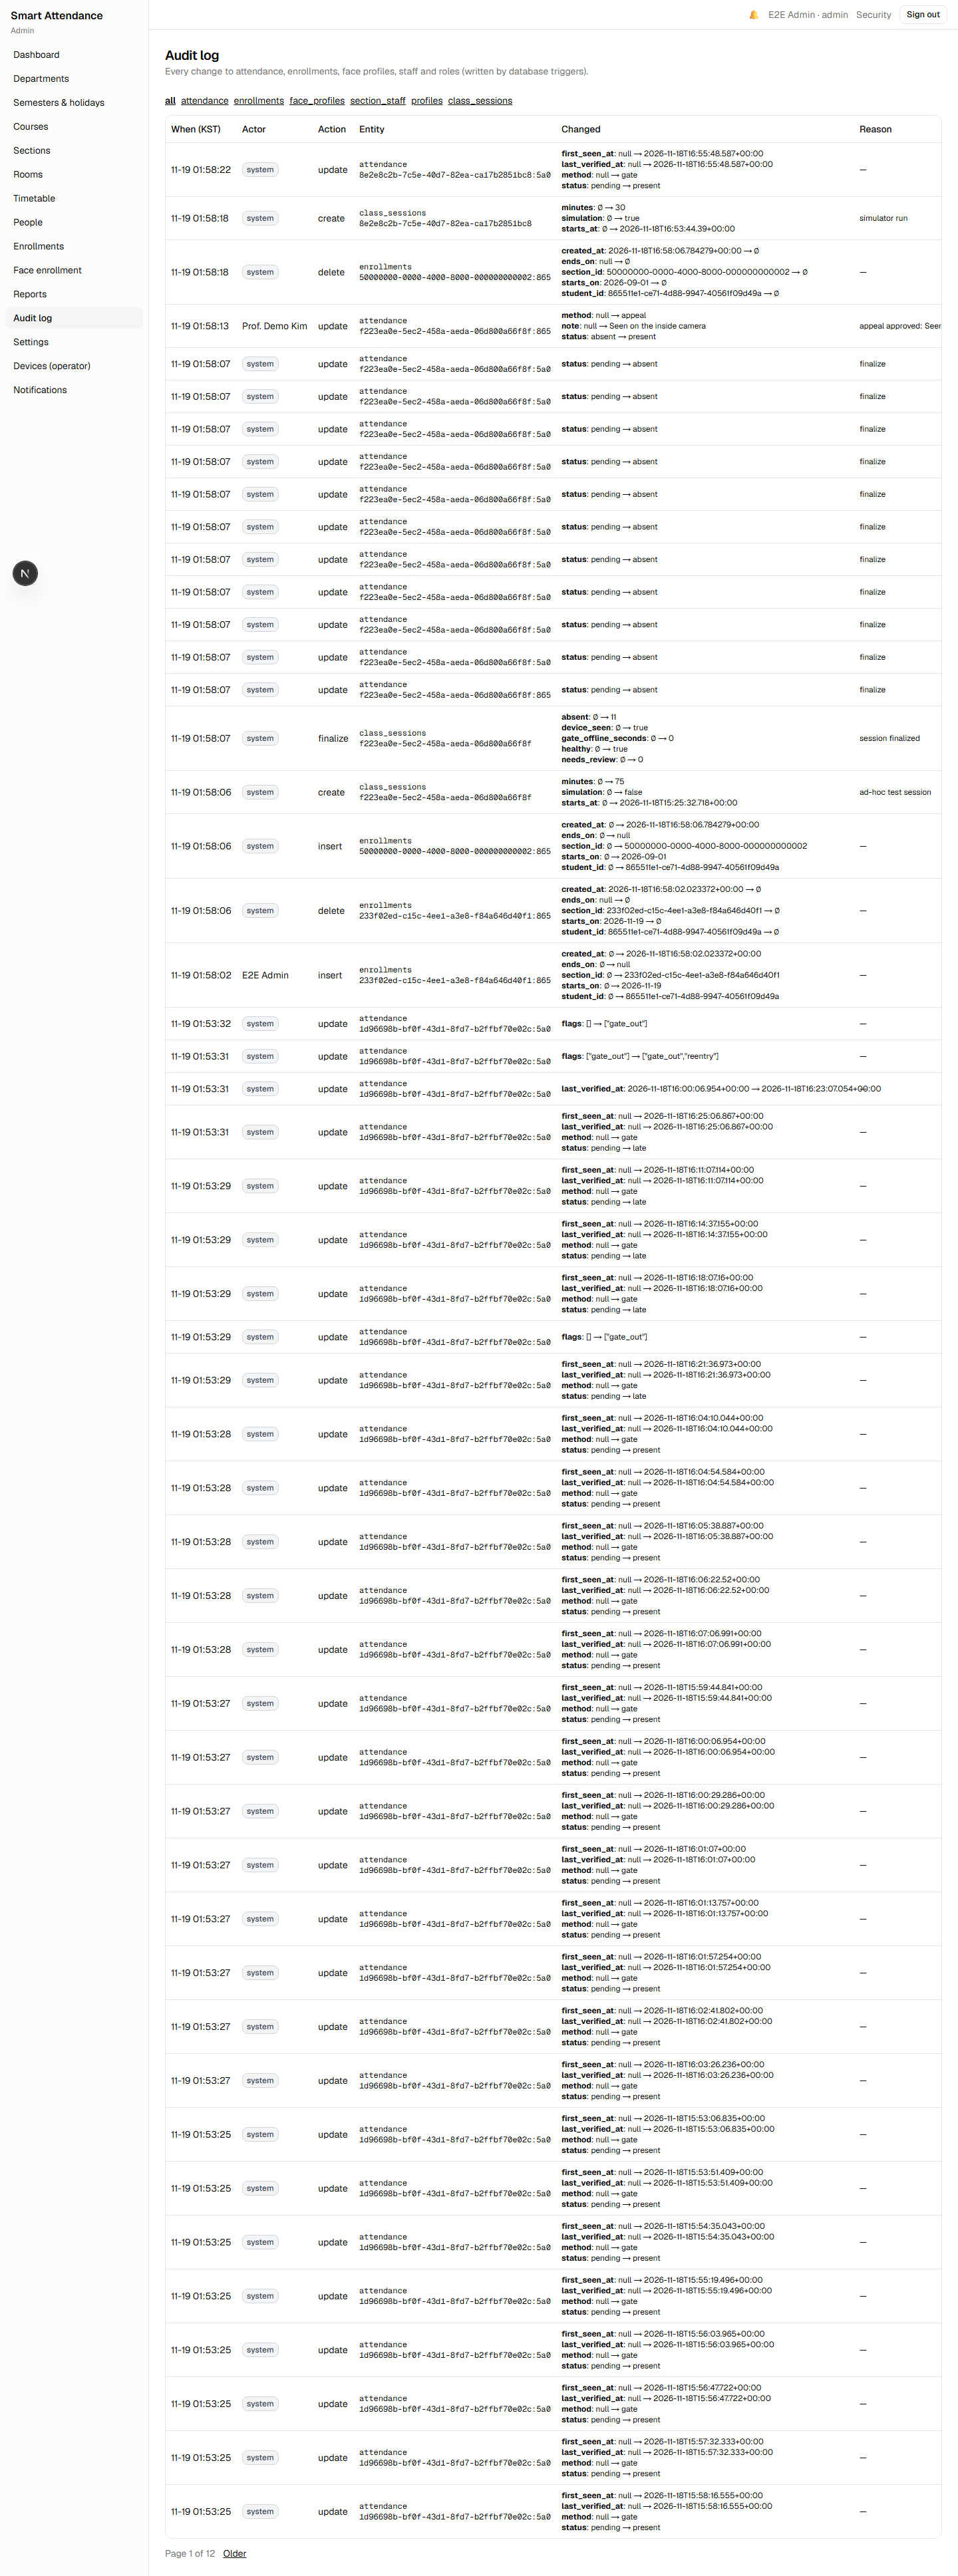 Smart Attendance
Admin
Dashboard
Departments
Semesters & holidays
Courses
Sections
Rooms
Timetable
People
Enrollments
Face enrollment
Reports
Audit log
Settings
Devices (operator)
Notifications
N
E2E Admin · admin Security Sign out
Audit log
Every change to attendance, enrollments, face profiles, staff and roles (written by database triggers).
all attendance enrollments face_profiles section_staff profiles class_sessions
When (KST) Actor Action Entity Changed Reason
11-19 01:58:22 system update
attendance
8e2e8c2b-7c5e-40d7-82ea-ca17b2851bc8:5a0
first_seen_at: null → 2026-11-18T16:55:48.587+00:00
last_verified_at: null → 2026-11-18T16:55:48.587+00:00
method: null → gate
status: pending → present
—
11-19 01:58:18 system create
class_sessions
8e2e8c2b-7c5e-40d7-82ea-ca17b2851bc8
minutes: ∅ → 30
simulation: ∅ → true
starts_at: ∅ → 2026-11-18T16:53:44.39+00:00
simulator run
11-19 01:58:18 system delete
enrollments
50000000-0000-4000-8000-000000000002:865
created_at: 2026-11-18T16:58:06.784279+00:00 → ∅
ends_on: null → ∅
section_id: 50000000-0000-4000-8000-000000000002 → ∅
starts_on: 2026-09-01 → ∅
student_id: 865511e1-ce71-4d88-9947-40561f09d49a → ∅
—
11-19 01:58:13 Prof. Demo Kim update
attendance
f223ea0e-5ec2-458a-aeda-06d800a66f8f:865
method: null → appeal
note: null → Seen on the inside camera
status: absent → present
appeal approved: Seer
11-19 01:58:07 system update
attendance
f223ea0e-5ec2-458a-aeda-06d800a66f8f:5a0
status: pending → absent
finalize
11-19 01:58:07 system update
attendance
f223ea0e-5ec2-458a-aeda-06d800a66f8f:5a0
status: pending → absent
finalize
11-19 01:58:07 system update
attendance
f223ea0e-5ec2-458a-aeda-06d800a66f8f:5a0
status: pending → absent
finalize
11-19 01:58:07 system update
attendance
f223ea0e-5ec2-458a-aeda-06d800a66f8f:5a0
status: pending → absent
finalize
11-19 01:58:07 system update
attendance
f223ea0e-5ec2-458a-aeda-06d800a66f8f:5a0
status: pending → absent
finalize
11-19 01:58:07 system update
attendance
f223ea0e-5ec2-458a-aeda-06d800a66f8f:5a0
status: pending → absent
finalize
11-19 01:58:07 system update
attendance
f223ea0e-5ec2-458a-aeda-06d800a66f8f:5a0
status: pending → absent
finalize
11-19 01:58:07 system update
attendance
f223ea0e-5ec2-458a-aeda-06d800a66f8f:5a0
status: pending → absent
finalize
11-19 01:58:07 system update
attendance
f223ea0e-5ec2-458a-aeda-06d800a66f8f:5a0
status: pending → absent
finalize
11-19 01:58:07 system update
attendance
f223ea0e-5ec2-458a-aeda-06d800a66f8f:5a0
status: pending → absent
finalize
11-19 01:58:07 system update
attendance
f223ea0e-5ec2-458a-aeda-06d800a66f8f:865
status: pending → absent
finalize
11-19 01:58:07 system finalize
class_sessions
f223ea0e-5ec2-458a-aeda-06d800a66f8f
absent: ∅ → 11
device_seen: ∅ → true
gate_offline_seconds: ∅ → 0
healthy: ∅ → true
needs_review: ∅ → 0
session finalized
11-19 01:58:06 system create
class_sessions
f223ea0e-5ec2-458a-aeda-06d800a66f8f
minutes: ∅ → 75
simulation: ∅ → false
starts_at: ∅ → 2026-11-18T15:25:32.718+00:00
ad-hoc test session
11-19 01:58:06 system insert
enrollments
50000000-0000-4000-8000-000000000002:865
created_at: ∅ → 2026-11-18T16:58:06.784279+00:00
ends_on: ∅ → null
section_id: ∅ → 50000000-0000-4000-8000-000000000002
starts_on: ∅ → 2026-09-01
student_id: ∅ → 865511e1-ce71-4d88-9947-40561f09d49a
—
11-19 01:58:06 system delete
enrollments
233f02ed-c15c-4ee1-a3e8-f84a646d40f1:865
created_at: 2026-11-18T16:58:02.023372+00:00 → ∅
ends_on: null → ∅
section_id: 233f02ed-c15c-4ee1-a3e8-f84a646d40f1 → ∅
starts_on: 2026-11-19 → ∅
student_id: 865511e1-ce71-4d88-9947-40561f09d49a → ∅
—
11-19 01:58:02 E2E Admin insert
enrollments
233f02ed-c15c-4ee1-a3e8-f84a646d40f1:865
created_at: ∅ → 2026-11-18T16:58:02.023372+00:00
ends_on: ∅ → null
section_id: ∅ → 233f02ed-c15c-4ee1-a3e8-f84a646d40f1
starts_on: ∅ → 2026-11-19
student_id: ∅ → 865511e1-ce71-4d88-9947-40561f09d49a
—
11-19 01:53:32 system update
attendance
1d96698b-bf0f-43d1-8fd7-b2ffbf70e02c:5a0
flags: [] → ["gate_out"]
—
11-19 01:53:31 system update
attendance
1d96698b-bf0f-43d1-8fd7-b2ffbf70e02c:5a0
flags: ["gate_out"] → ["gate_out","reentry"]
—
11-19 01:53:31 system update
attendance
1d96698b-bf0f-43d1-8fd7-b2ffbf70e02c:5a0
last_verified_at: 2026-11-18T16:00:06.954+00:00 → 2026-11-18T16:23:07.054+00:00
—
11-19 01:53:31 system update
attendance
1d96698b-bf0f-43d1-8fd7-b2ffbf70e02c:5a0
first_seen_at: null → 2026-11-18T16:25:06.867+00:00
last_verified_at: null → 2026-11-18T16:25:06.867+00:00
method: null → gate
status: pending → late
—
11-19 01:53:29 system update
attendance
1d96698b-bf0f-43d1-8fd7-b2ffbf70e02c:5a0
first_seen_at: null → 2026-11-18T16:11:07.114+00:00
last_verified_at: null → 2026-11-18T16:11:07.114+00:00
method: null → gate
status: pending → late
—
11-19 01:53:29 system update
attendance
1d96698b-bf0f-43d1-8fd7-b2ffbf70e02c:5a0
first_seen_at: null → 2026-11-18T16:14:37.155+00:00
last_verified_at: null → 2026-11-18T16:14:37.155+00:00
method: null → gate
status: pending → late
—
11-19 01:53:29 system update
attendance
1d96698b-bf0f-43d1-8fd7-b2ffbf70e02c:5a0
first_seen_at: null → 2026-11-18T16:18:07.16+00:00
last_verified_at: null → 2026-11-18T16:18:07.16+00:00
method: null → gate
status: pending → late
—
11-19 01:53:29 system update
attendance
1d96698b-bf0f-43d1-8fd7-b2ffbf70e02c:5a0
flags: [] → ["gate_out"]
—
11-19 01:53:29 system update
attendance
1d96698b-bf0f-43d1-8fd7-b2ffbf70e02c:5a0
first_seen_at: null → 2026-11-18T16:21:36.973+00:00
last_verified_at: null → 2026-11-18T16:21:36.973+00:00
method: null → gate
status: pending → late
—
11-19 01:53:28 system update
attendance
1d96698b-bf0f-43d1-8fd7-b2ffbf70e02c:5a0
first_seen_at: null → 2026-11-18T16:04:10.044+00:00
last_verified_at: null → 2026-11-18T16:04:10.044+00:00
method: null → gate
status: pending → present
—
11-19 01:53:28 system update
attendance
1d96698b-bf0f-43d1-8fd7-b2ffbf70e02c:5a0
first_seen_at: null → 2026-11-18T16:04:54.584+00:00
last_verified_at: null → 2026-11-18T16:04:54.584+00:00
method: null → gate
status: pending → present
—
11-19 01:53:28 system update
attendance
1d96698b-bf0f-43d1-8fd7-b2ffbf70e02c:5a0
first_seen_at: null → 2026-11-18T16:05:38.887+00:00
last_verified_at: null → 2026-11-18T16:05:38.887+00:00
method: null → gate
status: pending → present
—
11-19 01:53:28 system update
attendance
1d96698b-bf0f-43d1-8fd7-b2ffbf70e02c:5a0
first_seen_at: null → 2026-11-18T16:06:22.52+00:00
last_verified_at: null → 2026-11-18T16:06:22.52+00:00
method: null → gate
status: pending → present
—
11-19 01:53:28 system update
attendance
1d96698b-bf0f-43d1-8fd7-b2ffbf70e02c:5a0
first_seen_at: null → 2026-11-18T16:07:06.991+00:00
last_verified_at: null → 2026-11-18T16:07:06.991+00:00
method: null → gate
status: pending → present
—
11-19 01:53:27 system update
attendance
1d96698b-bf0f-43d1-8fd7-b2ffbf70e02c:5a0
first_seen_at: null → 2026-11-18T15:59:44.841+00:00
last_verified_at: null → 2026-11-18T15:59:44.841+00:00
method: null → gate
status: pending → present
—
11-19 01:53:27 system update
attendance
1d96698b-bf0f-43d1-8fd7-b2ffbf70e02c:5a0
first_seen_at: null → 2026-11-18T16:00:06.954+00:00
last_verified_at: null → 2026-11-18T16:00:06.954+00:00
method: null → gate
status: pending → present
—
11-19 01:53:27 system update
attendance
1d96698b-bf0f-43d1-8fd7-b2ffbf70e02c:5a0
first_seen_at: null → 2026-11-18T16:00:29.286+00:00
last_verified_at: null → 2026-11-18T16:00:29.286+00:00
method: null → gate
status: pending → present
—
11-19 01:53:27 system update
attendance
1d96698b-bf0f-43d1-8fd7-b2ffbf70e02c:5a0
first_seen_at: null → 2026-11-18T16:01:07+00:00
last_verified_at: null → 2026-11-18T16:01:07+00:00
method: null → gate
status: pending → present
—
11-19 01:53:27 system update
attendance
1d96698b-bf0f-43d1-8fd7-b2ffbf70e02c:5a0
first_seen_at: null → 2026-11-18T16:01:13.757+00:00
last_verified_at: null → 2026-11-18T16:01:13.757+00:00
method: null → gate
status: pending → present
—
11-19 01:53:27 system update
attendance
1d96698b-bf0f-43d1-8fd7-b2ffbf70e02c:5a0
first_seen_at: null → 2026-11-18T16:01:57.254+00:00
last_verified_at: null → 2026-11-18T16:01:57.254+00:00
method: null → gate
status: pending → present
—
11-19 01:53:27 system update
attendance
1d96698b-bf0f-43d1-8fd7-b2ffbf70e02c:5a0
first_seen_at: null → 2026-11-18T16:02:41.802+00:00
last_verified_at: null → 2026-11-18T16:02:41.802+00:00
method: null → gate
status: pending → present
—
11-19 01:53:27 system update
attendance
1d96698b-bf0f-43d1-8fd7-b2ffbf70e02c:5a0
first_seen_at: null → 2026-11-18T16:03:26.236+00:00
last_verified_at: null → 2026-11-18T16:03:26.236+00:00
method: null → gate
status: pending → present
—
11-19 01:53:25 system update
attendance
1d96698b-bf0f-43d1-8fd7-b2ffbf70e02c:5a0
first_seen_at: null → 2026-11-18T15:53:06.835+00:00
last_verified_at: null → 2026-11-18T15:53:06.835+00:00
method: null → gate
status: pending → present
—
11-19 01:53:25 system update
attendance
1d96698b-bf0f-43d1-8fd7-b2ffbf70e02c:5a0
first_seen_at: null → 2026-11-18T15:53:51.409+00:00
last_verified_at: null → 2026-11-18T15:53:51.409+00:00
method: null → gate
status: pending → present
—
11-19 01:53:25 system update
attendance
1d96698b-bf0f-43d1-8fd7-b2ffbf70e02c:5a0
first_seen_at: null → 2026-11-18T15:54:35.043+00:00
last_verified_at: null → 2026-11-18T15:54:35.043+00:00
method: null → gate
status: pending → present
—
11-19 01:53:25 system update
attendance
1d96698b-bf0f-43d1-8fd7-b2ffbf70e02c:5a0
first_seen_at: null → 2026-11-18T15:55:19.496+00:00
last_verified_at: null → 2026-11-18T15:55:19.496+00:00
method: null → gate
status: pending → present
—
11-19 01:53:25 system update
attendance
1d96698b-bf0f-43d1-8fd7-b2ffbf70e02c:5a0
first_seen_at: null → 2026-11-18T15:56:03.965+00:00
last_verified_at: null → 2026-11-18T15:56:03.965+00:00
method: null → gate
status: pending → present
—
11-19 01:53:25 system update
attendance
1d96698b-bf0f-43d1-8fd7-b2ffbf70e02c:5a0
first_seen_at: null → 2026-11-18T15:56:47.722+00:00
last_verified_at: null → 2026-11-18T15:56:47.722+00:00
method: null → gate
status: pending → present
—
11-19 01:53:25 system update
attendance
1d96698b-bf0f-43d1-8fd7-b2ffbf70e02c:5a0
first_seen_at: null → 2026-11-18T15:57:32.333+00:00
last_verified_at: null → 2026-11-18T15:57:32.333+00:00
method: null → gate
status: pending → present
—
11-19 01:53:25 system update
attendance
1d96698b-bf0f-43d1-8fd7-b2ffbf70e02c:5a0
first_seen_at: null → 2026-11-18T15:58:16.555+00:00
last_verified_at: null → 2026-11-18T15:58:16.555+00:00
method: null → gate
status: pending → present
—
Page 1 of 12 Older